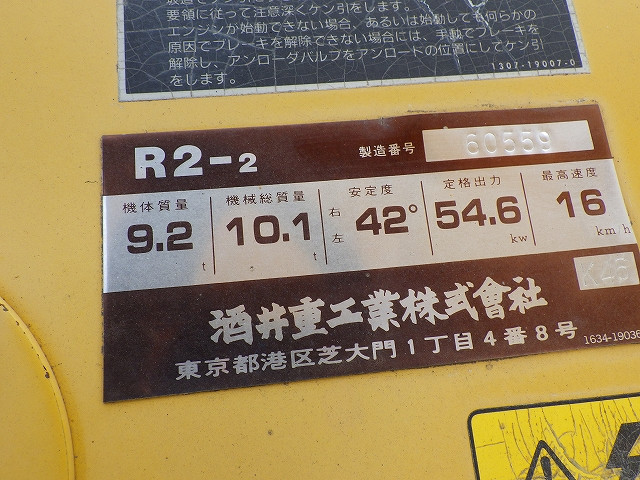 要領に従って注意深くケン引をします。
エンジンが始動できない場合、あるいは始動しても何らかの
原因でブレーキを解除できない場合には、手動でブレーキを
解除し、アンローダバルブをアンロードの位置にしてケン引
をします。
1307-19007-0
R2-2 製造番号 60559
機体質量 機械総質量 安定度 定格出力 最高速度
9.2 t 10.1 t 右左 42° 54.6 kw 16 km/h
K45
酒井重工業株式會社
東京都港区芝大門1丁目4番8号
1634-19036